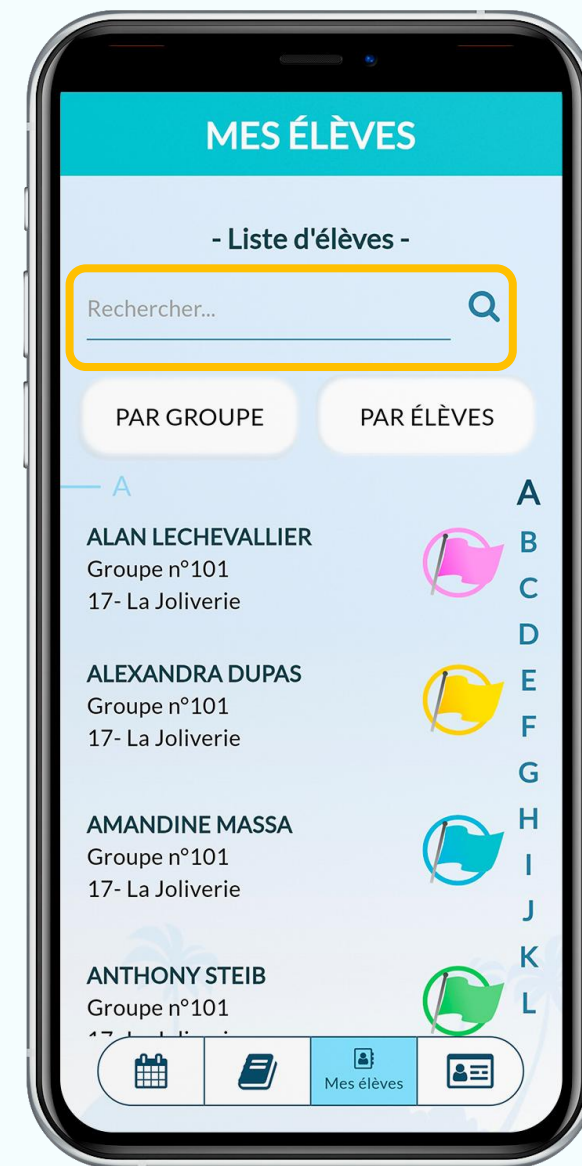 MES ÉLÈVES
- Liste d'élèves -
Rechercher...
PAR GROUPE
PAR ÉLÈVES
A
A
B
C
D
E
F
G
H
I
J
K
L
ALAN LECHEVALLIER
Groupe n°101
17- La Joliverie
ALEXANDRA DUPAS
Groupe n°101
17- La Joliverie
AMANDINE MASSA
Groupe n°101
17- La Joliverie
ANTHONY STEIB
Groupe n°101
Mes élèves